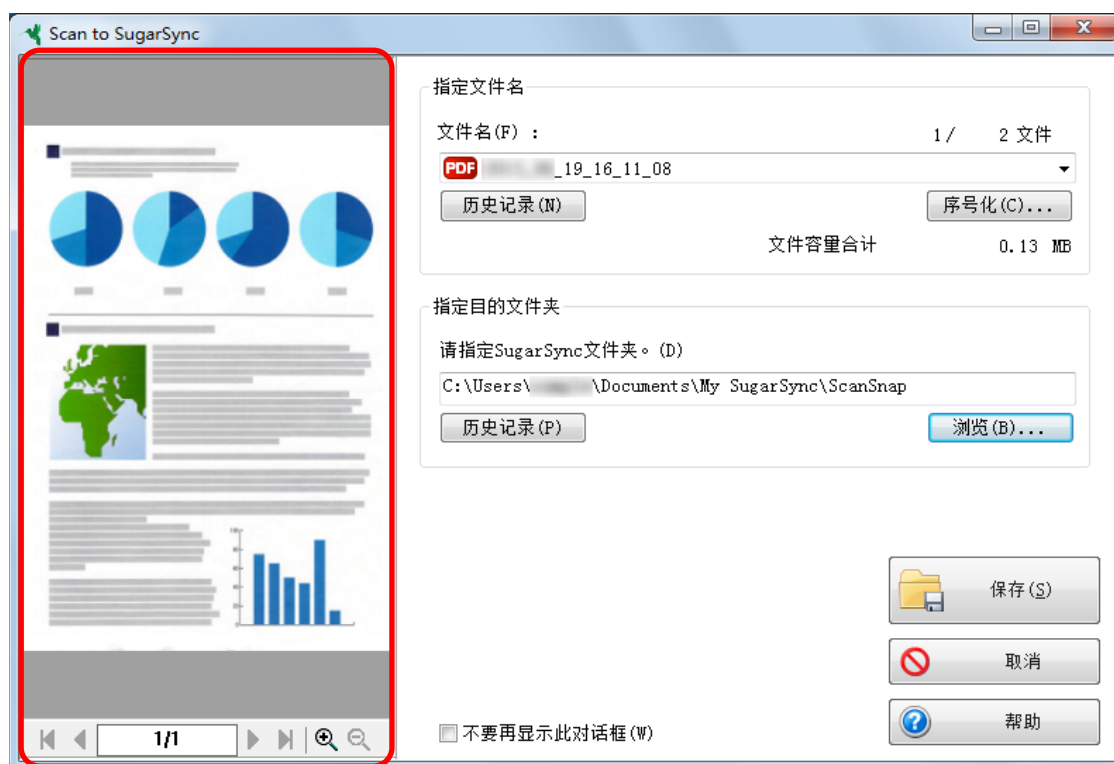 Scan to SugarSync
指定文件名
文件名(F) : 1/ 2 文件
PDF _19_16_11_08
历史记录(N) 序号化(C)...
文件容量合计 0.13 MB
指定目的文件夹
请指定SugarSync文件夹。(D)
C:\Users\ \Documents\My SugarSync\ScanSnap
历史记录(P) 浏览(B)...
保存(S)
取消
帮助
不要再显示此对话框(W)
1/1